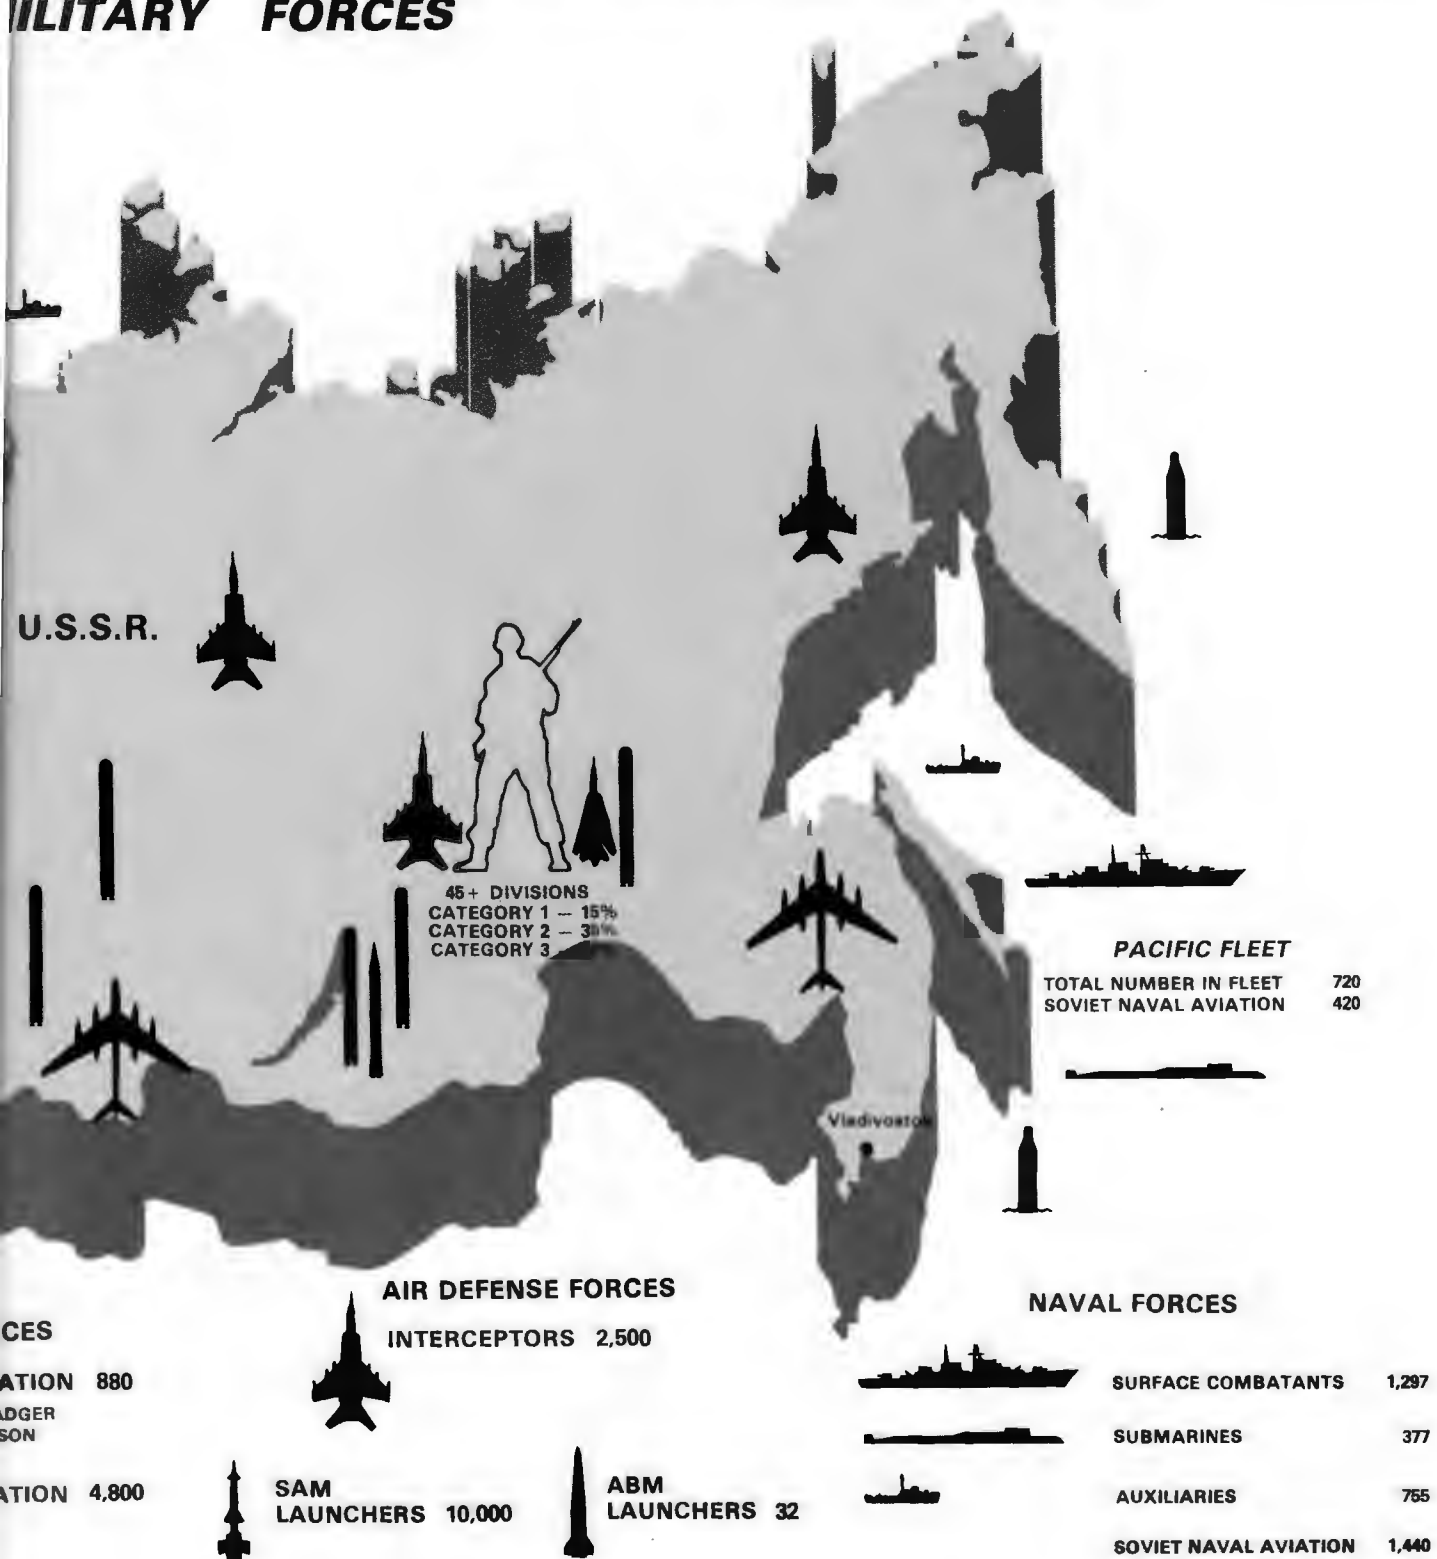 MILITARY FORCES
U.S.S.R.
45+ DIVISIONS
CATEGORY 1 – 15%
CATEGORY 2 –
CATEGORY 3
PACIFIC FLEET
TOTAL NUMBER IN FLEET 720
SOVIET NAVAL AVIATION 420
Vladivostok
CES
ATION 880
ADGER
SON
ATION 4,800
AIR DEFENSE FORCES
INTERCEPTORS 2,500
SAM
LAUNCHERS 10,000
ABM
LAUNCHERS 32
NAVAL FORCES
SURFACE COMBATANTS 1,297
SUBMARINES 377
AUXILIARIES 755
SOVIET NAVAL AVIATION 1,440